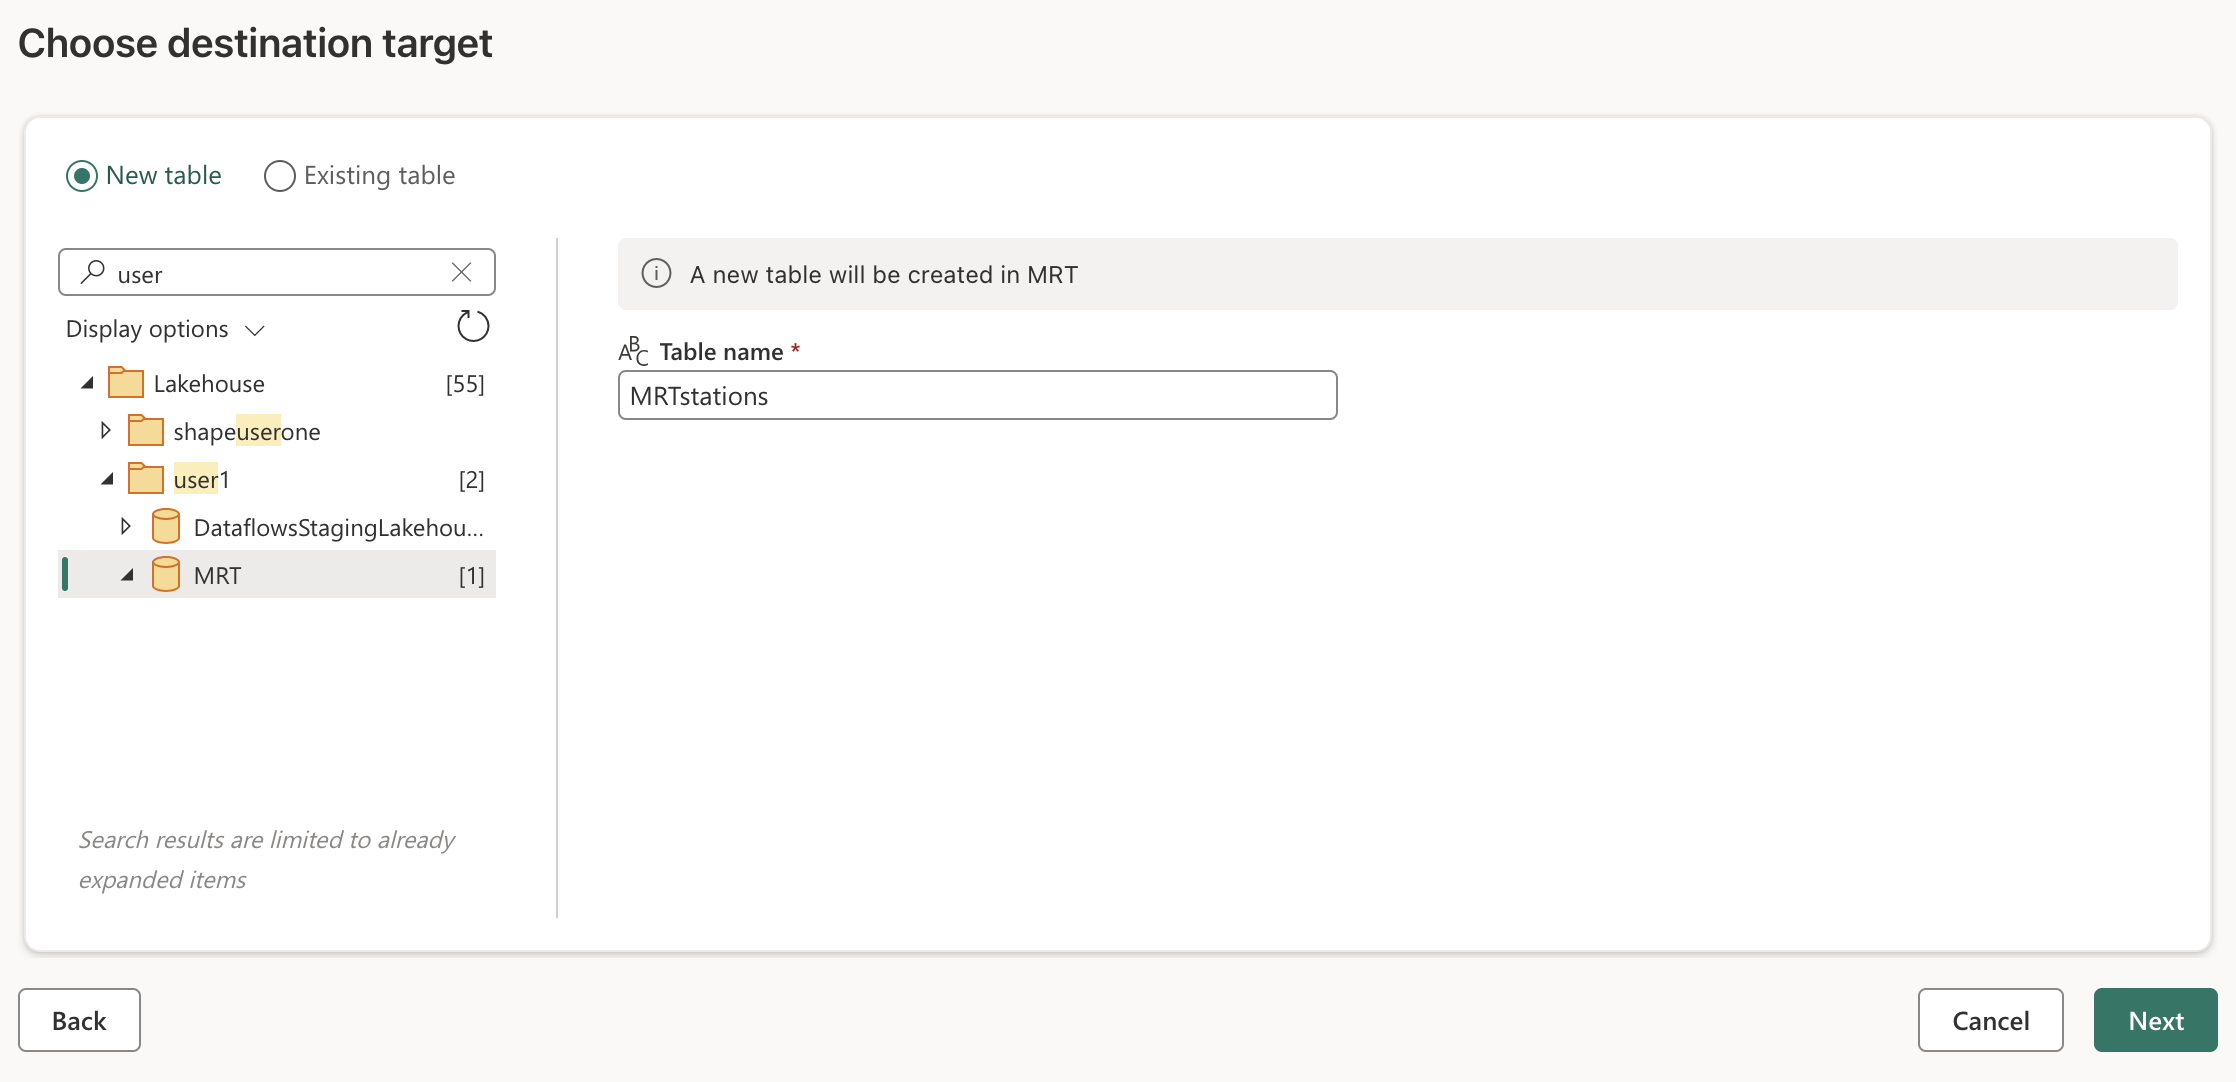 Choose destination target
New table
Existing table
user
Display options
Lakehouse [55]
shapeuserone
user1 [2]
DataflowsStagingLakehou...
MRT [1]
Search results are limited to already
expanded items
A new table will be created in MRT
ABC Table name *
MRTstations
Back
Cancel
Next